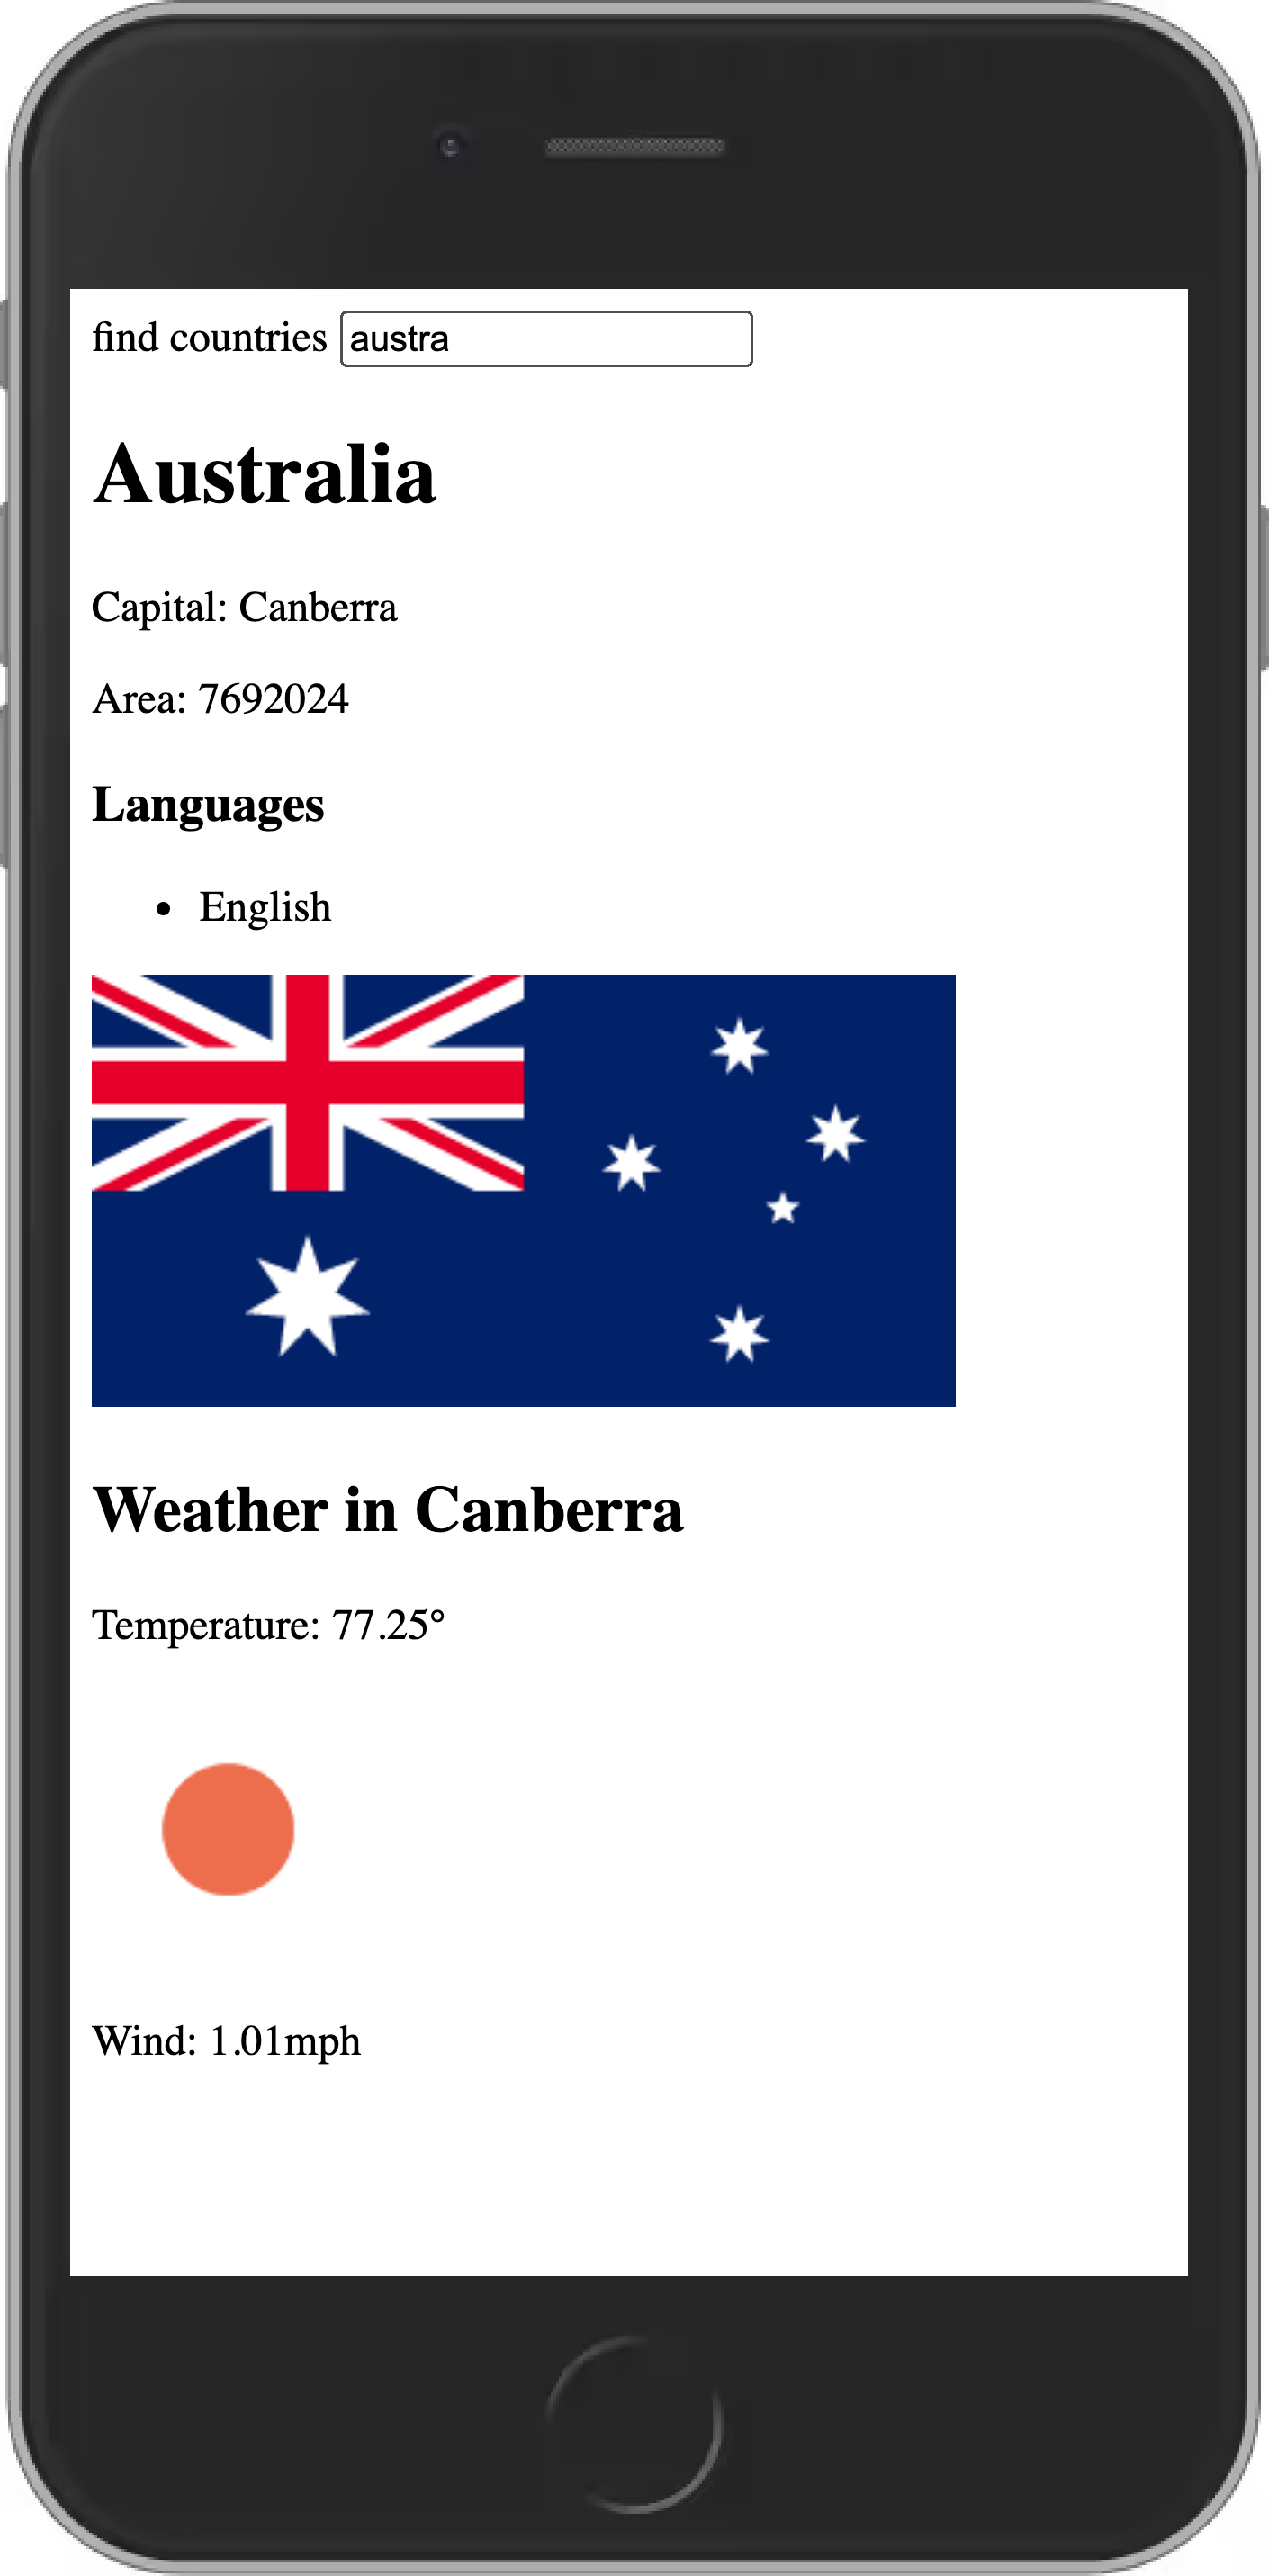 find countries austra
Australia
Capital: Canberra
Area: 7692024
Languages
• English
Weather in Canberra
Temperature: 77.25°
Wind: 1.01mph